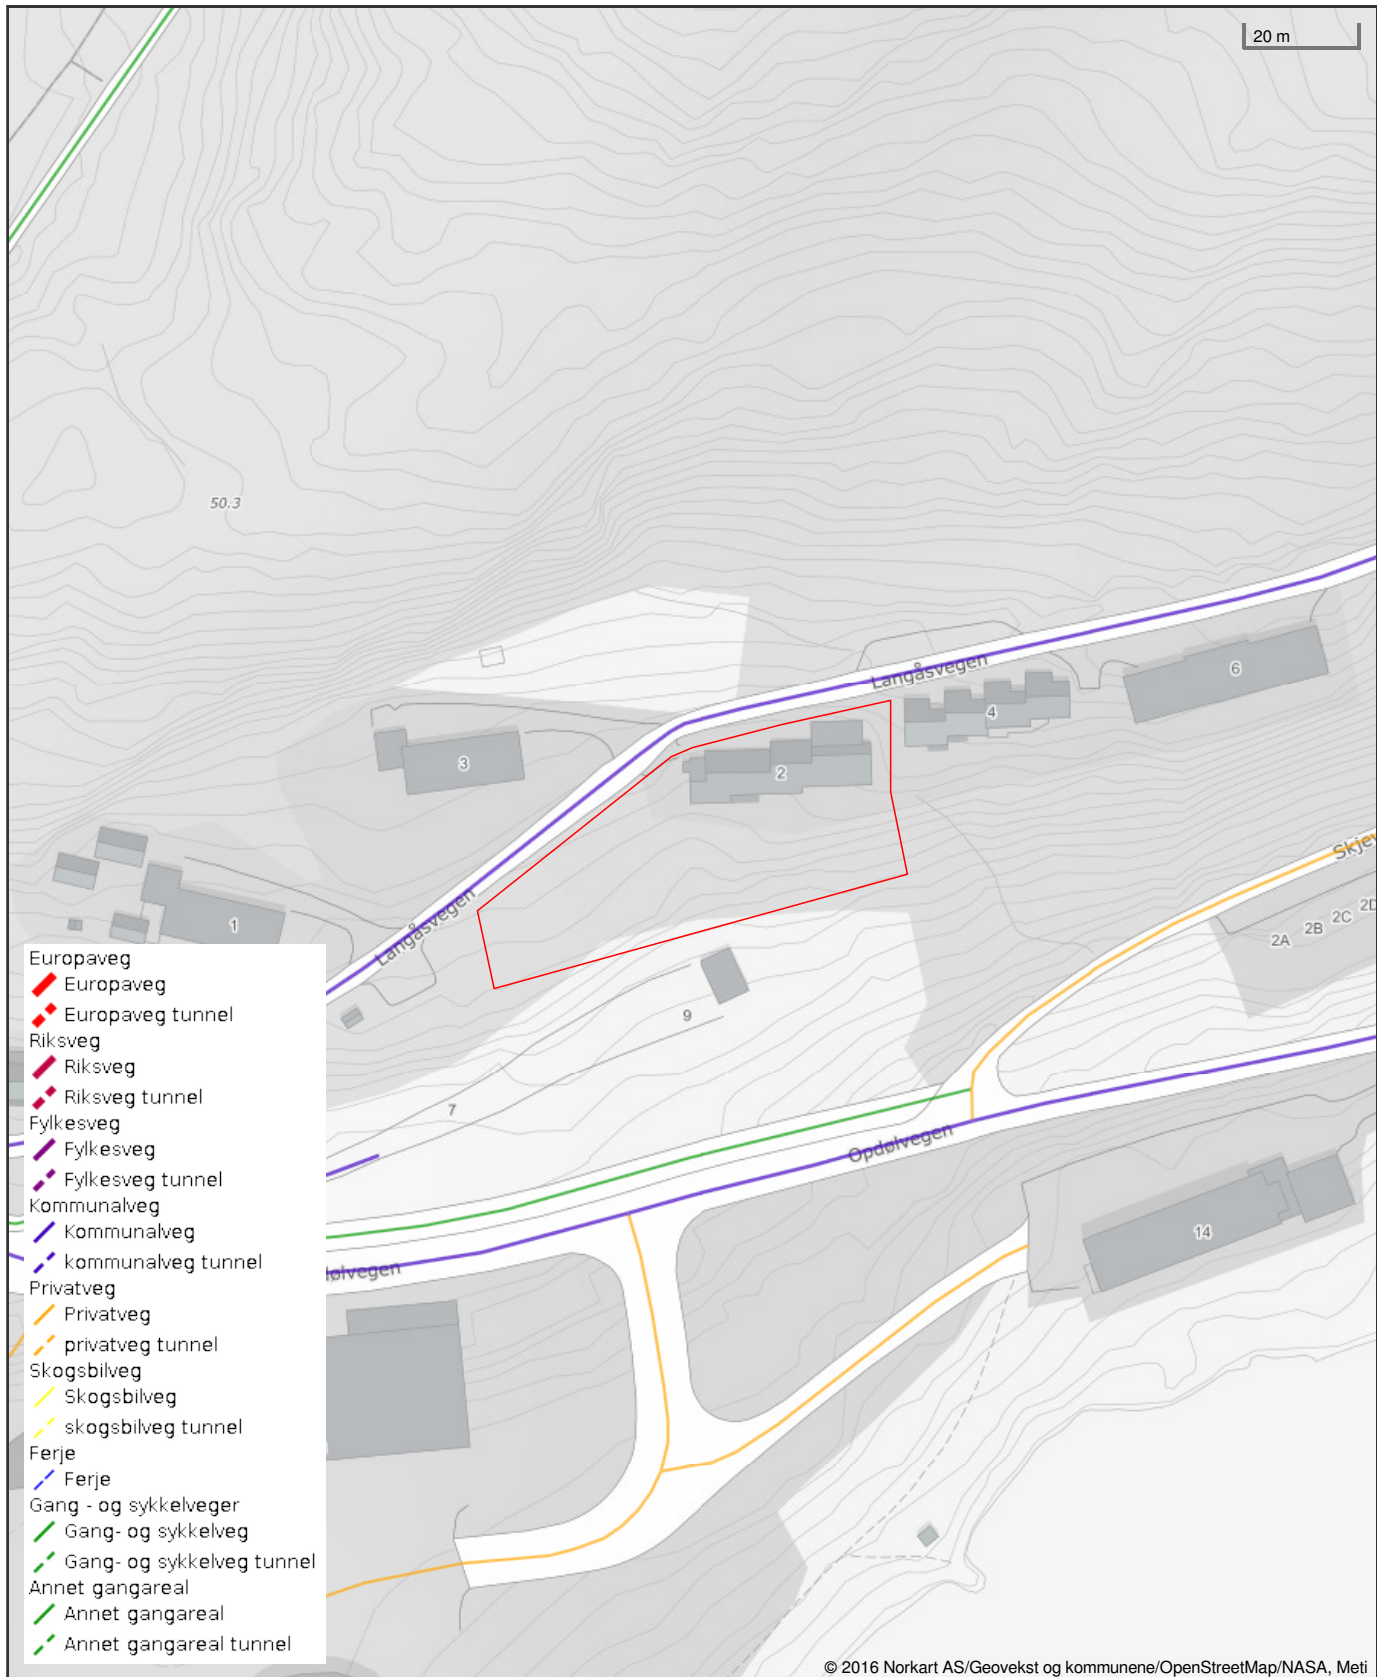 20 m
50.3
Langåsvegen
6
4
3
2
Skjev
1
Langåsvegen
2A
2B
2C
2D
9
7
Opdølvegen
14
dølvegen
Europaveg
Europaveg
Europaveg tunnel
Riksveg
Riksveg
Riksveg tunnel
Fylkesveg
Fylkesveg
Fylkesveg tunnel
Kommunalveg
Kommunalveg
kommunalveg tunnel
Privatveg
Privatveg
privatveg tunnel
Skogsbilveg
Skogsbilveg
skogsbilveg tunnel
Ferje
Ferje
Gang - og sykkelveger
Gang- og sykkelveg
Gang- og sykkelveg tunnel
Annet gangareal
Annet gangareal
Annet gangareal tunnel
© 2016 Norkart AS/Geovekst og kommunene/OpenStreetMap/NASA, Meti